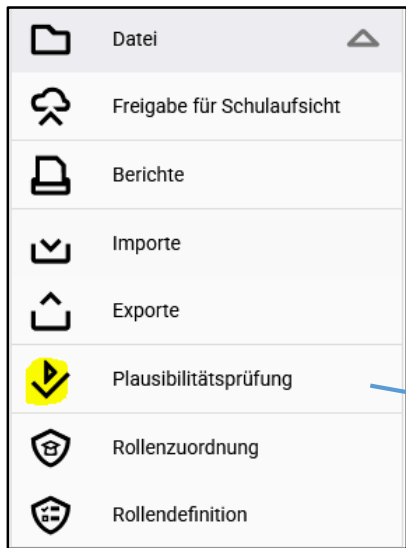 Datei
Freigabe für Schulaufsicht
Berichte
Importe
Exporte
Plausibilitätsprüfung
Rollenzuordnung
Rollendefinition